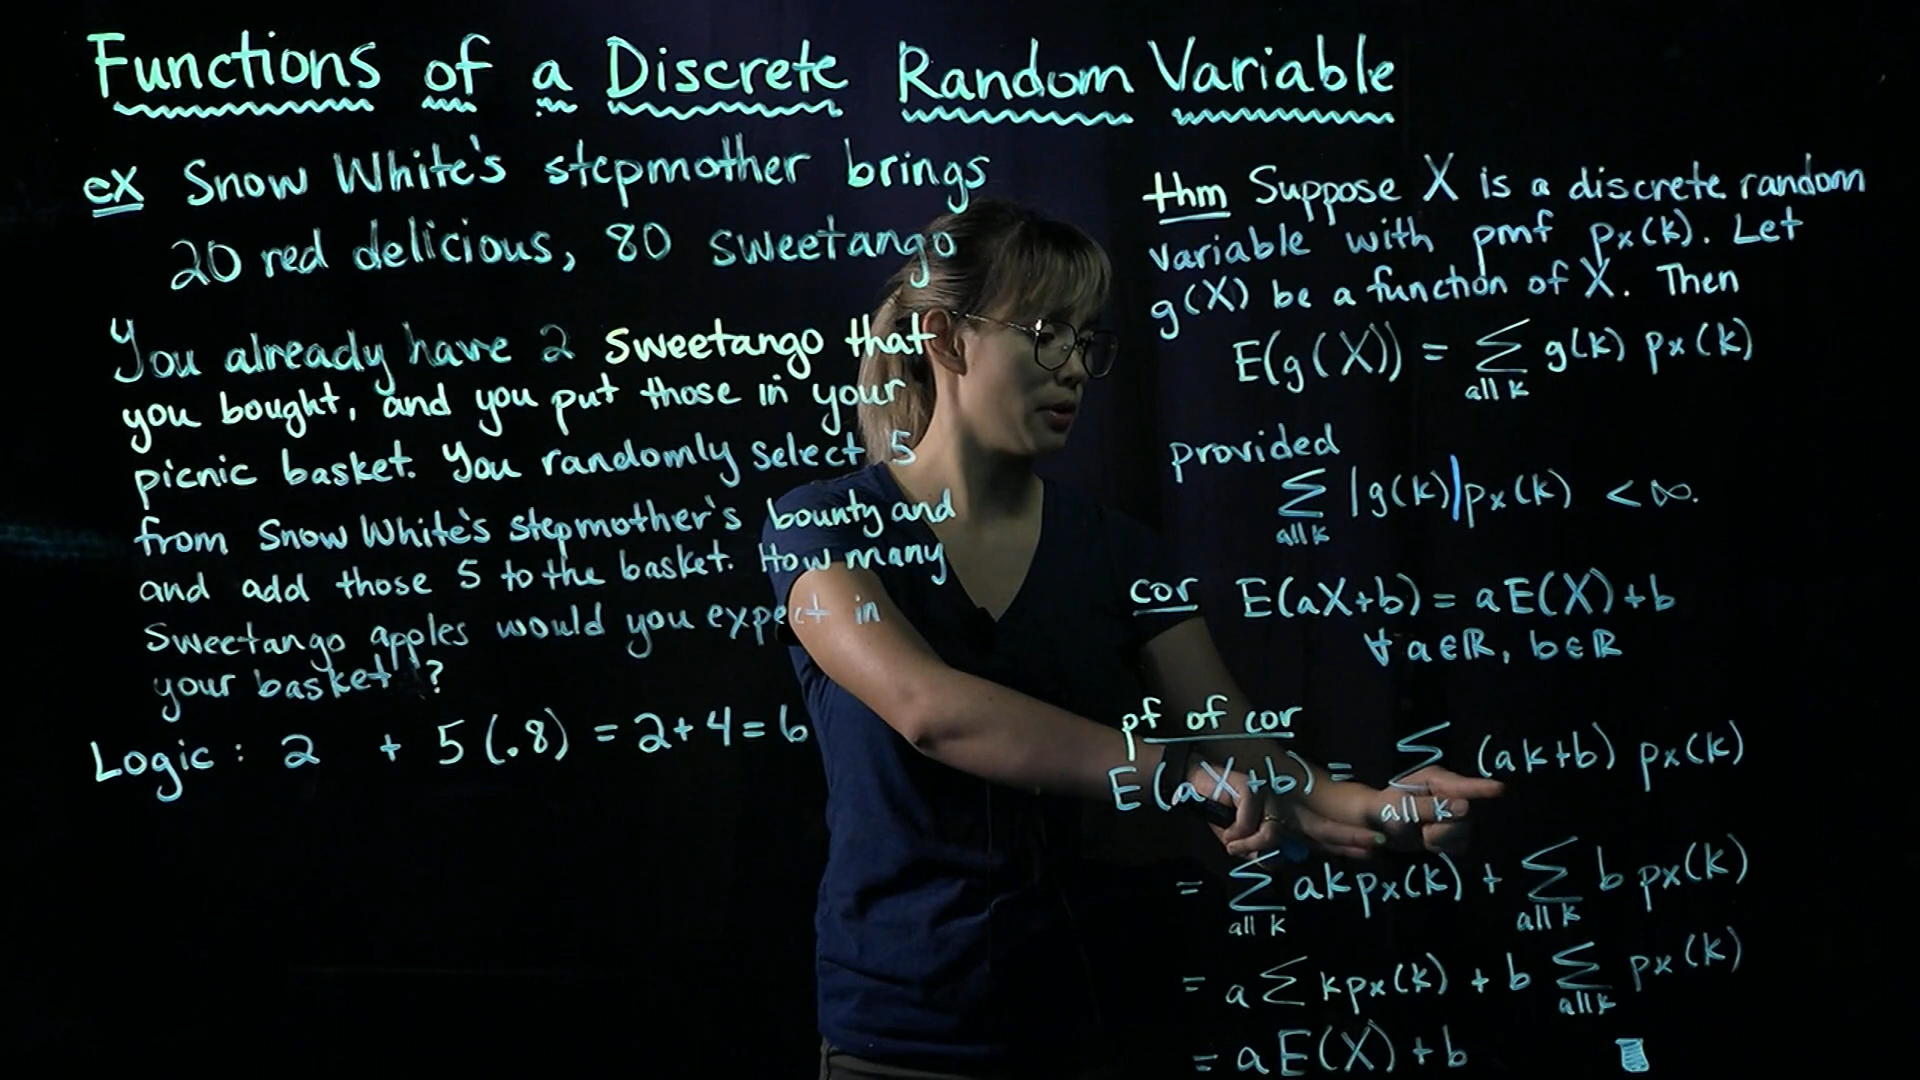 Functions of a Discrete Random Variable
ex Snow White's stepmother brings
20 red delicious, 80 sweetango
You already have 2 sweetango that
you bought, and you put those in your
picnic basket. You randomly select 5
from Snow White's stepmother's bounty and
and add those 5 to the basket. How many
Sweetango apples would you expect in
your basket?
Logic: 2 + 5(.8) = 2+4=6
thm Suppose X is a discrete random
variable with pmf pₓ(k). Let
g(X) be a function of X. Then
E(g(X)) = ∑ g(k) pₓ(k)
all k
provided
∑ |g(k)|pₓ(k) < ∞.
all k
cor E(aX+b) = aE(X)+b
∀ a∈ℝ, b∈ℝ
pf of cor
E(aX+b) = ∑ (ak+b) pₓ(k)
all k
= ∑ akpₓ(k) + ∑ b pₓ(k)
all k all k
= a ∑ kpₓ(k) + b ∑ pₓ(k)
all k
= aE(X)+b